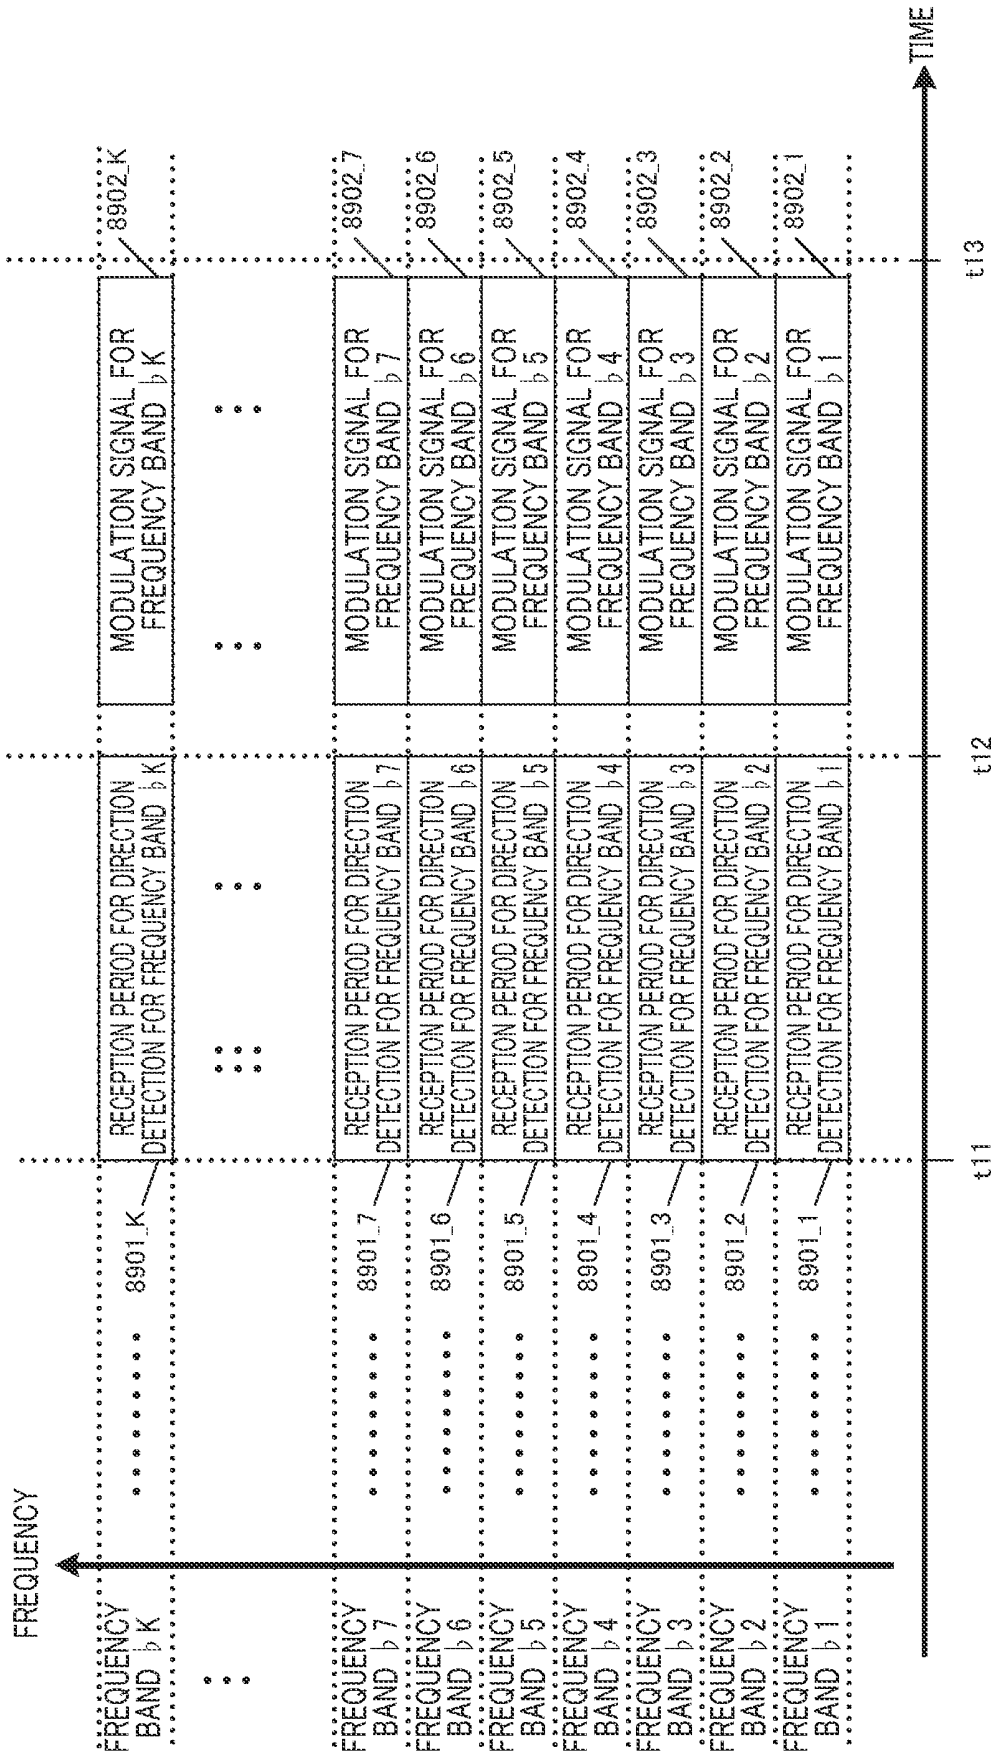 FREQUENCY
FREQUENCY
BAND ♭K
8901_K
RECEPTION PERIOD FOR DIRECTION
DETECTION FOR FREQUENCY BAND ♭K
MODULATION SIGNAL FOR
FREQUENCY BAND ♭K
8902_K
FREQUENCY
BAND ♭7
8901_7
RECEPTION PERIOD FOR DIRECTION
DETECTION FOR FREQUENCY BAND ♭7
MODULATION SIGNAL FOR
FREQUENCY BAND ♭7
8902_7
FREQUENCY
BAND ♭6
8901_6
RECEPTION PERIOD FOR DIRECTION
DETECTION FOR FREQUENCY BAND ♭6
MODULATION SIGNAL FOR
FREQUENCY BAND ♭6
8902_6
FREQUENCY
BAND ♭5
8901_5
RECEPTION PERIOD FOR DIRECTION
DETECTION FOR FREQUENCY BAND ♭5
MODULATION SIGNAL FOR
FREQUENCY BAND ♭5
8902_5
FREQUENCY
BAND ♭4
8901_4
RECEPTION PERIOD FOR DIRECTION
DETECTION FOR FREQUENCY BAND ♭4
MODULATION SIGNAL FOR
FREQUENCY BAND ♭4
8902_4
FREQUENCY
BAND ♭3
8901_3
RECEPTION PERIOD FOR DIRECTION
DETECTION FOR FREQUENCY BAND ♭3
MODULATION SIGNAL FOR
FREQUENCY BAND ♭3
8902_3
FREQUENCY
BAND ♭2
8901_2
RECEPTION PERIOD FOR DIRECTION
DETECTION FOR FREQUENCY BAND ♭2
MODULATION SIGNAL FOR
FREQUENCY BAND ♭2
8902_2
FREQUENCY
BAND ♭1
8901_1
RECEPTION PERIOD FOR DIRECTION
DETECTION FOR FREQUENCY BAND ♭1
MODULATION SIGNAL FOR
FREQUENCY BAND ♭1
8902_1
TIME
t11
t12
t13